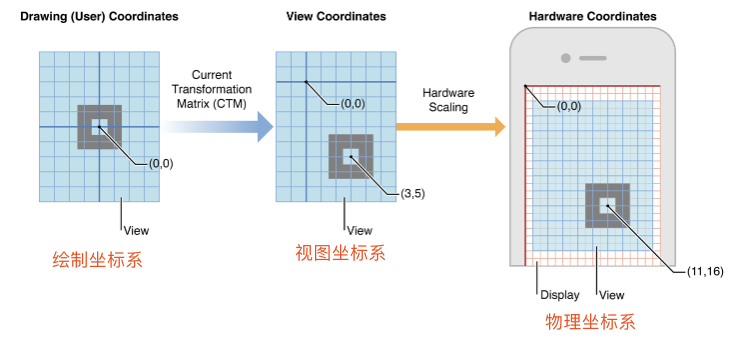 Drawing (User) Coordinates
View Coordinates
Hardware Coordinates
Current
Transformation
Matrix (CTM)
Hardware
Scaling
(0,0)
(0,0)
(0,0)
(3,5)
(11,16)
View
View
Display
View
绘制坐标系
视图坐标系
物理坐标系